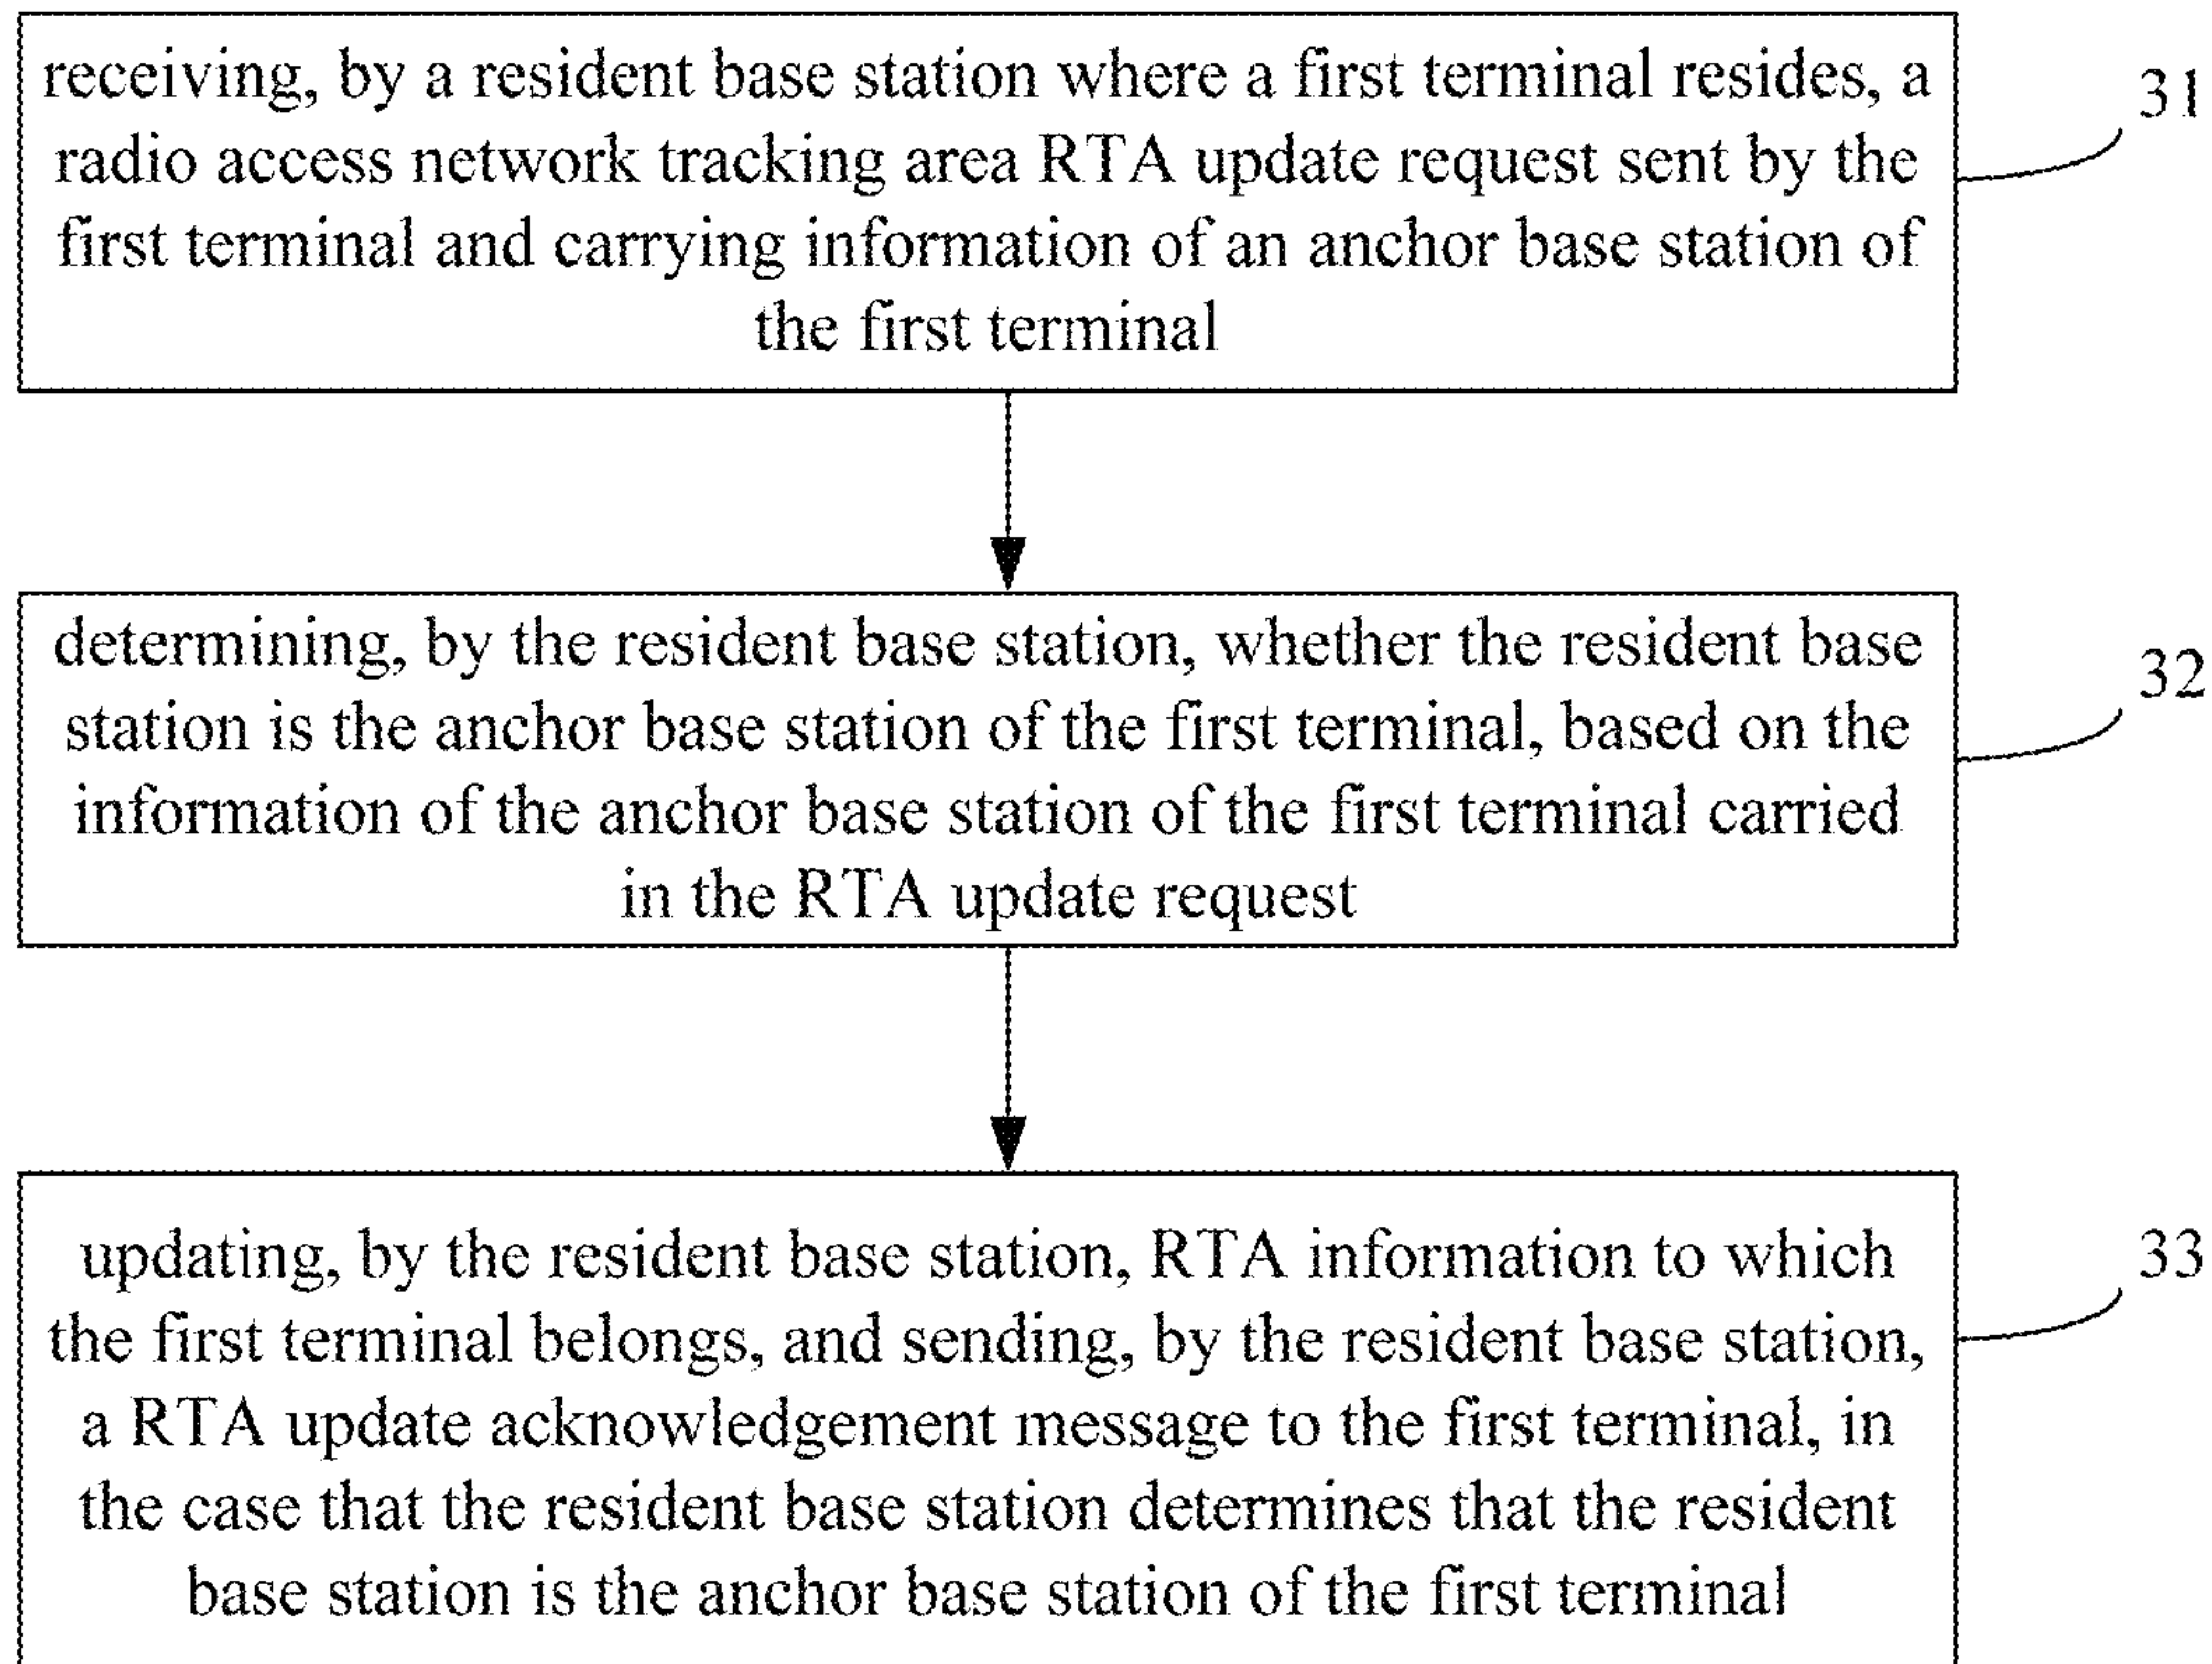 receiving, by a resident base station where a first terminal resides, a
radio access network tracking area RTA update request sent by the
first terminal and carrying information of an anchor base station of
the first terminal
31
determining, by the resident base station, whether the resident base
station is the anchor base station of the first terminal, based on the
information of the anchor base station of the first terminal carried
in the RTA update request
32
updating, by the resident base station, RTA information to which
the first terminal belongs, and sending, by the resident base station,
a RTA update acknowledgement message to the first terminal, in
the case that the resident base station determines that the resident
base station is the anchor base station of the first terminal
33